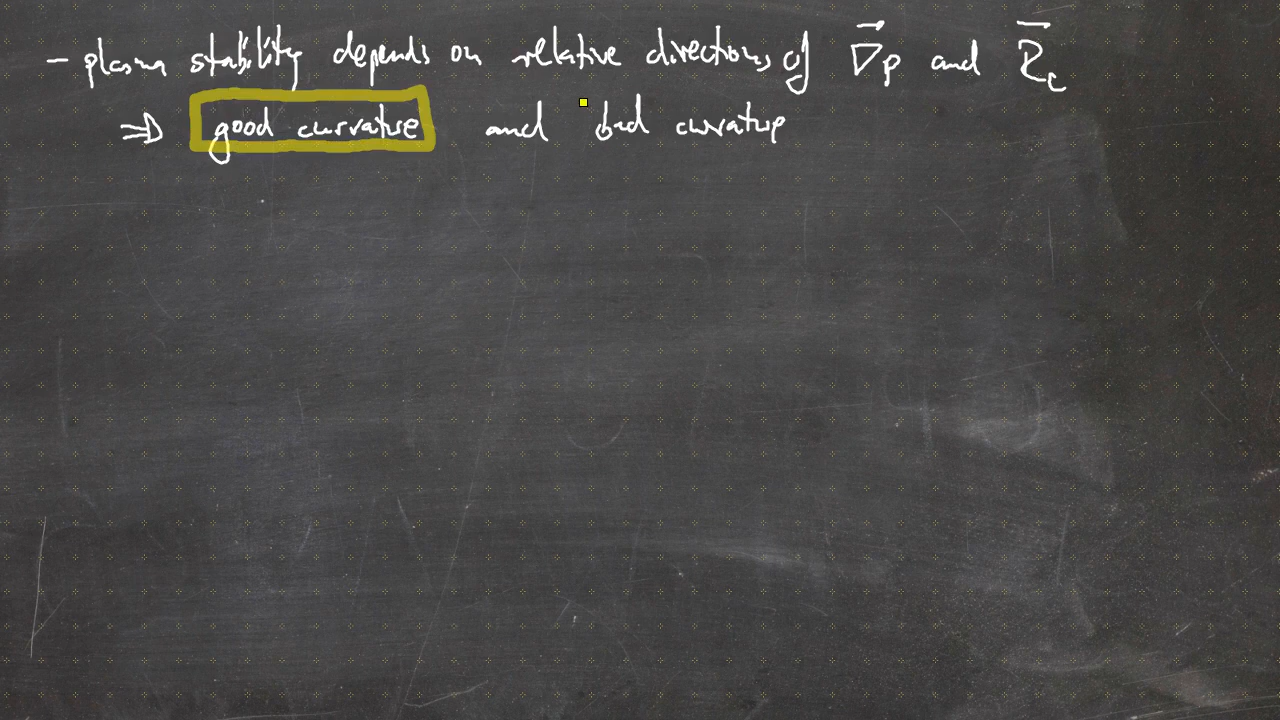 - plasma stability depends on relative directions of ∇⃗p and R⃗c
⇒ good curvature and bad curvature